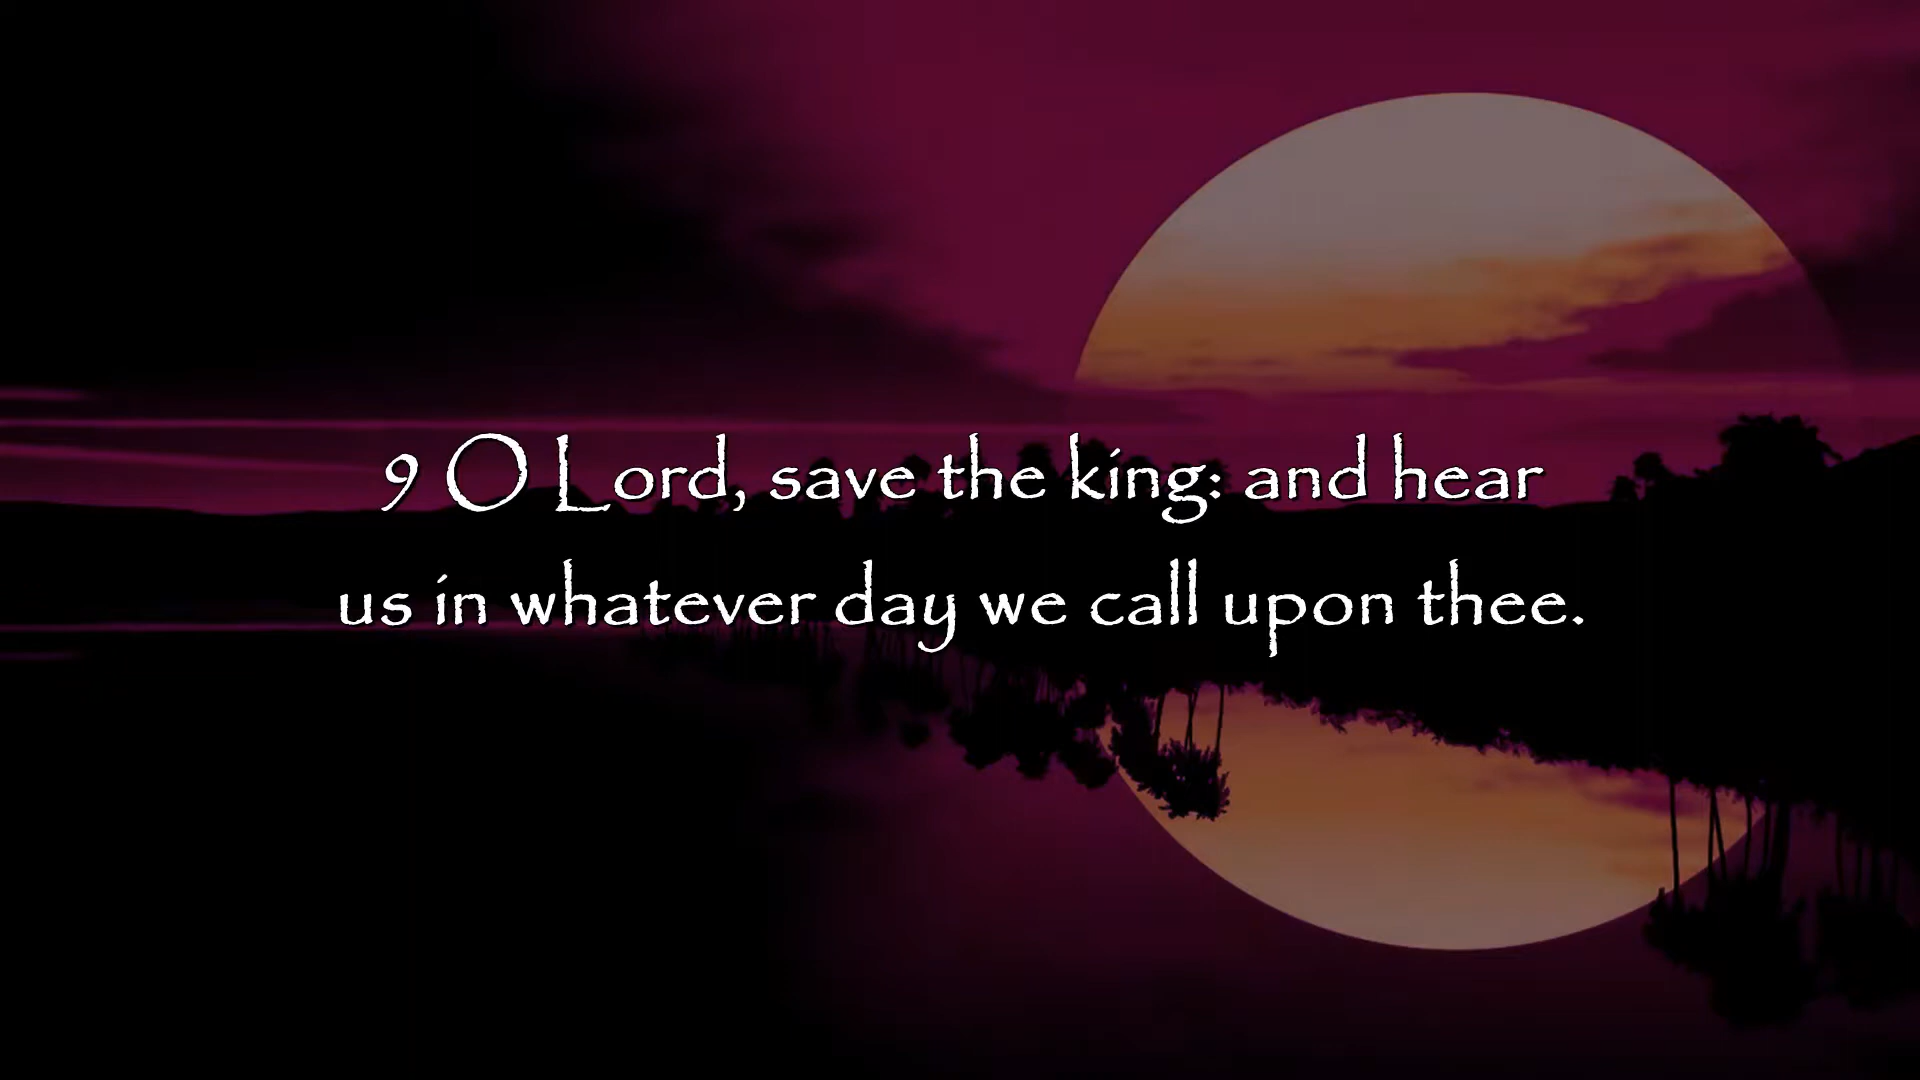 9 O Lord, save the king: and hear
us in whatever day we call upon thee.